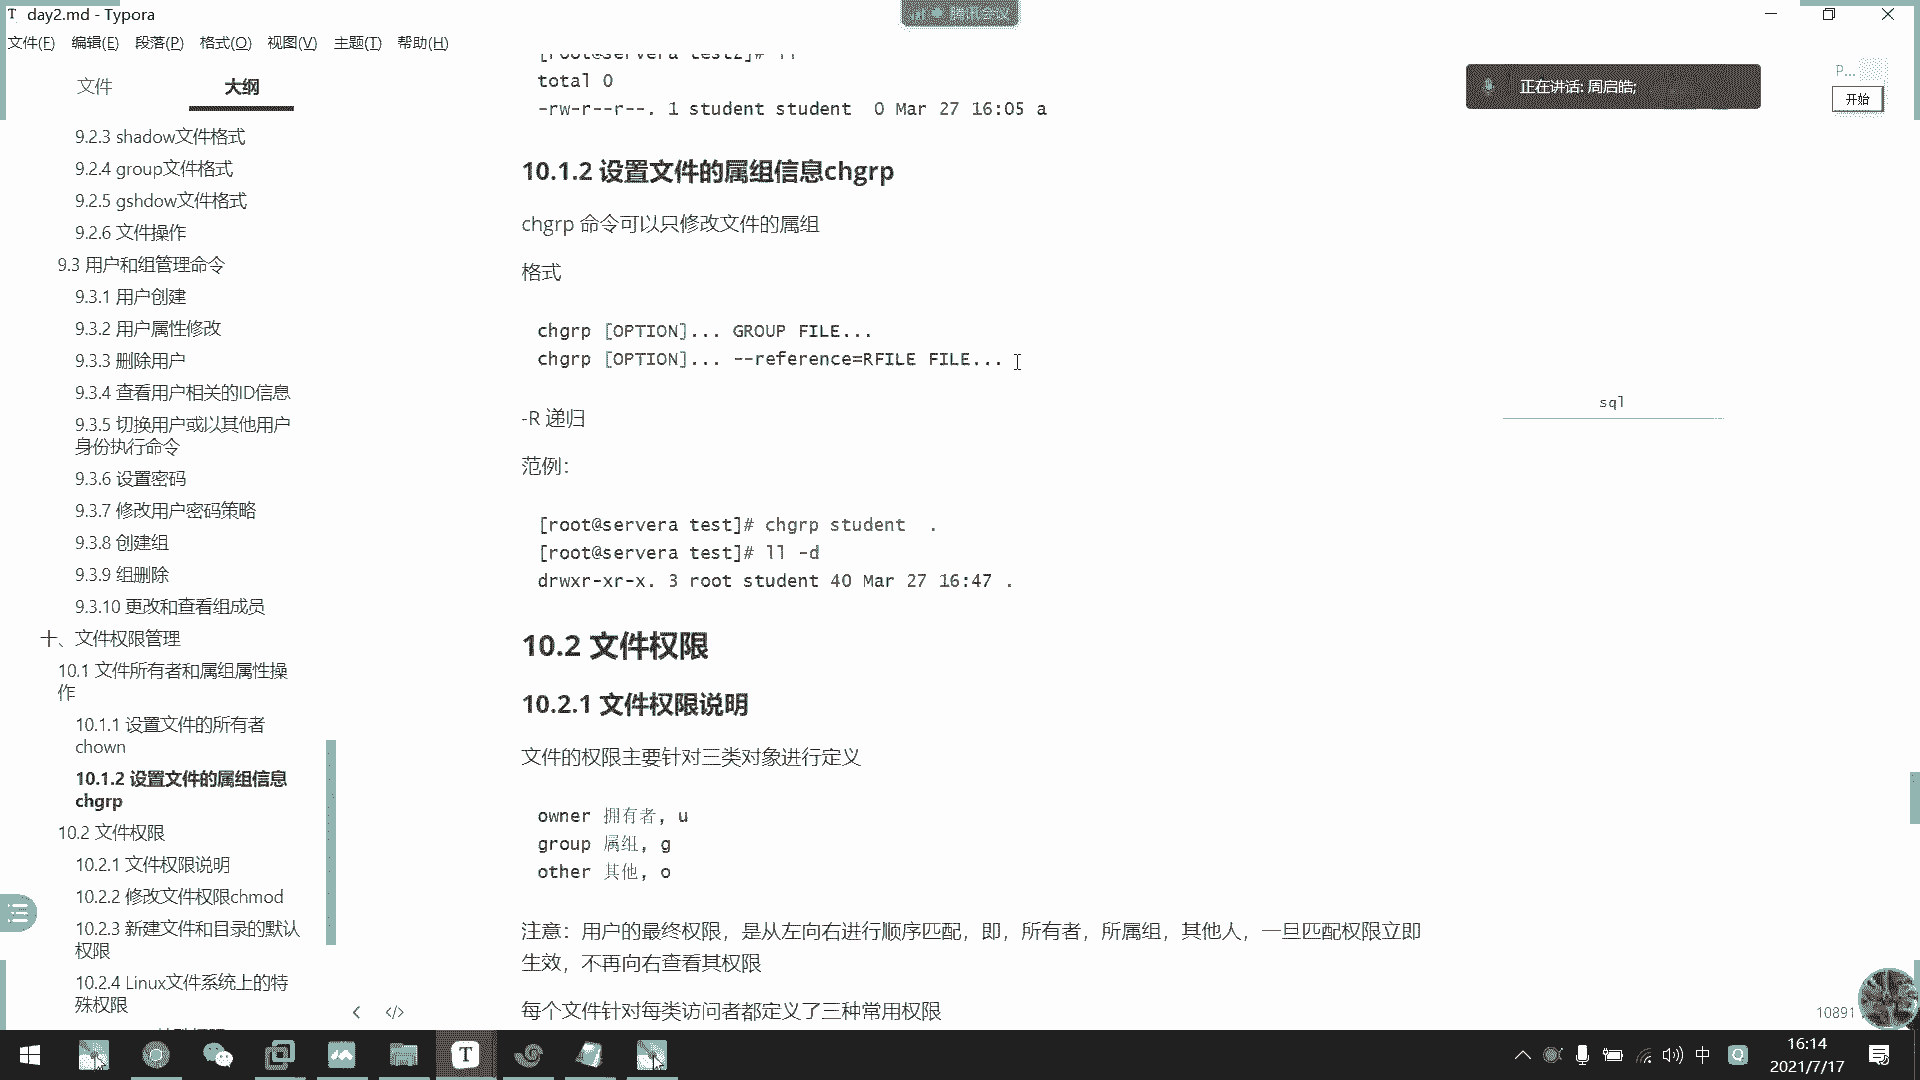 T day2.md - Typora
腾讯会议
文件(F) 编辑(E) 段落(P) 格式(O) 视图(V) 主题(T) 帮助(H)
文件 大纲
9.2.3 shadow文件格式
9.2.4 group文件格式
9.2.5 gshdow文件格式
9.2.6 文件操作
9.3 用户和组管理命令
9.3.1 用户创建
9.3.2 用户属性修改
9.3.3 删除用户
9.3.4 查看用户相关的ID信息
9.3.5 切换用户或以其他用户
身份执行命令
9.3.6 设置密码
9.3.7 修改用户密码策略
9.3.8 创建组
9.3.9 组删除
9.3.10 更改和查看组成员
十、文件权限管理
10.1 文件所有者和属组属性操
作
10.1.1 设置文件的所有者
chown
10.1.2 设置文件的属组信息
chgrp
10.2 文件权限
10.2.1 文件权限说明
10.2.2 修改文件权限chmod
10.2.3 新建文件和目录的默认
权限
10.2.4 Linux文件系统上的特
殊权限
[root@servera test2]# ll
total 0
-rw-r--r--. 1 student student  0 Mar 27 16:05 a
10.1.2 设置文件的属组信息chgrp
chgrp 命令可以只修改文件的属组
格式
chgrp [OPTION]... GROUP FILE...
chgrp [OPTION]... --reference=RFILE FILE...
-R 递归
范例：
[root@servera test]# chgrp student  .
[root@servera test]# ll -d
drwxr-xr-x. 3 root student 40 Mar 27 16:47 .
10.2 文件权限
10.2.1 文件权限说明
文件的权限主要针对三类对象进行定义
owner 拥有者, u
group 属组, g
other 其他, o
注意：用户的最终权限，是从左向右进行顺序匹配，即，所有者，所属组，其他人，一旦匹配权限立即
生效，不再向右查看其权限
每个文件针对每类访问者都定义了三种常用权限
正在讲话: 周启皓;
P...
开始
sql
10891
中
16:14
2021/7/17